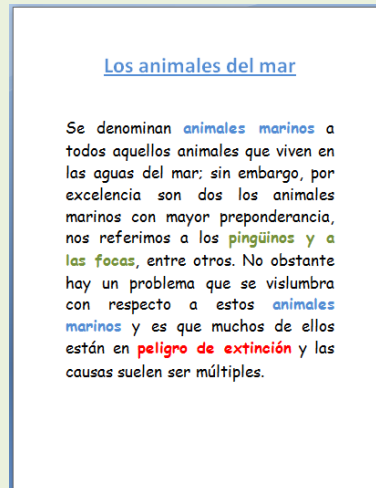 Los animales del mar
Se denominan animales marinos a
todos aquellos animales que viven en
las aguas del mar; sin embargo, por
excelencia son dos los animales
marinos con mayor preponderancia,
nos referimos a los pingüinos y a
las focas, entre otros. No obstante
hay un problema que se vislumbra
con respecto a estos animales
marinos y es que muchos de ellos
están en peligro de extinción y las
causas suelen ser múltiples.